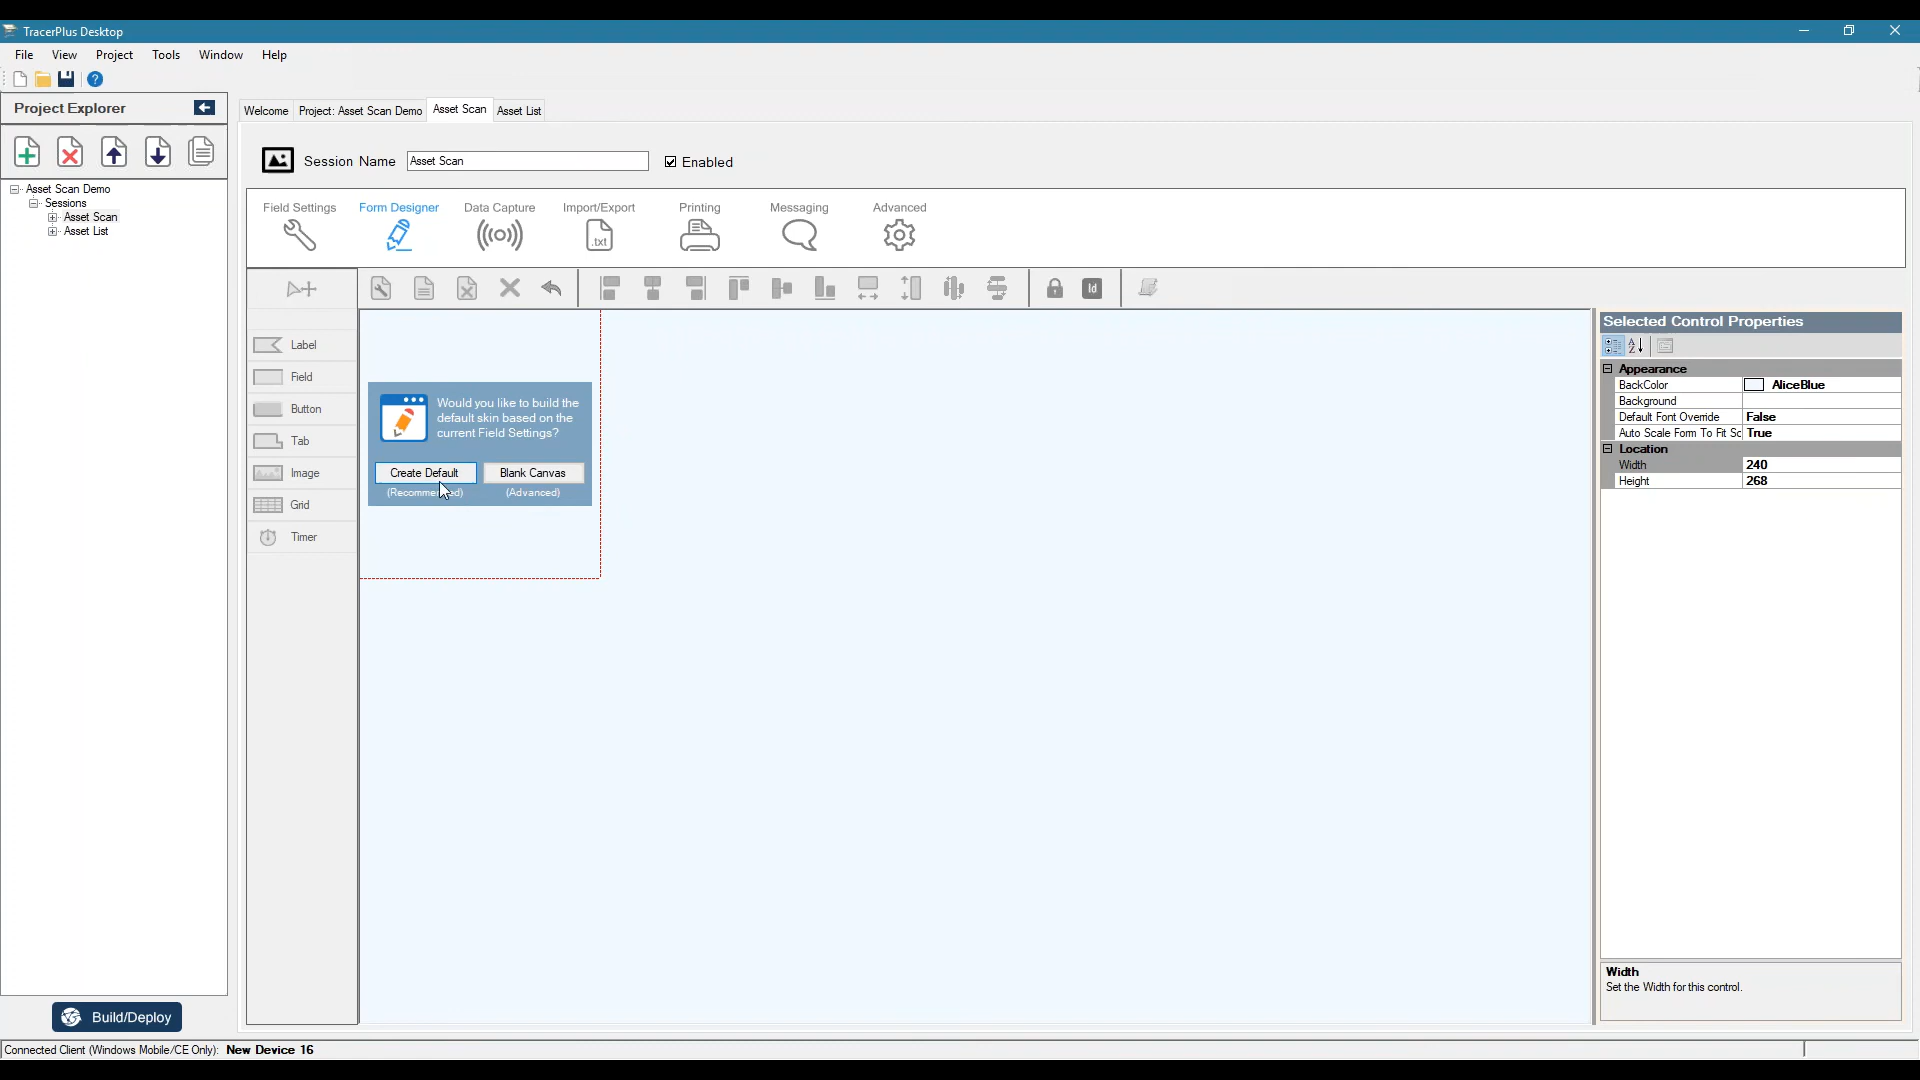 TracerPlus Desktop
File View Project Tools Window Help
Project Explorer
Welcome Project: Asset Scan Demo Asset Scan Asset List
Session Name Asset Scan Enabled
Asset Scan Demo
Sessions
Asset Scan
Asset List
Field Settings Form Designer Data Capture Import/Export Printing Messaging Advanced
.txt
Id
Label
Field
Button
Tab
Image
Grid
Timer
Would you like to build the
default skin based on the
current Field Settings?
Create Default Blank Canvas
(Advanced)
Selected Control Properties
A
Z
Appearance
BackColor AliceBlue
Background
Default Font Override False
Auto Scale Form To Fit Sc True
Location
Width 240
Height 268
Width
Set the Width for this control.
Build/Deploy
Connected Client (Windows Mobile/CE Only): New Device 16